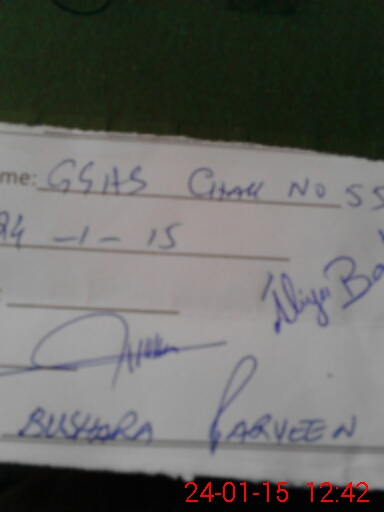 me: GGHS Chak No 55
24 -1- 15
BUSHARA PARVEEN
24-01-15 12:42